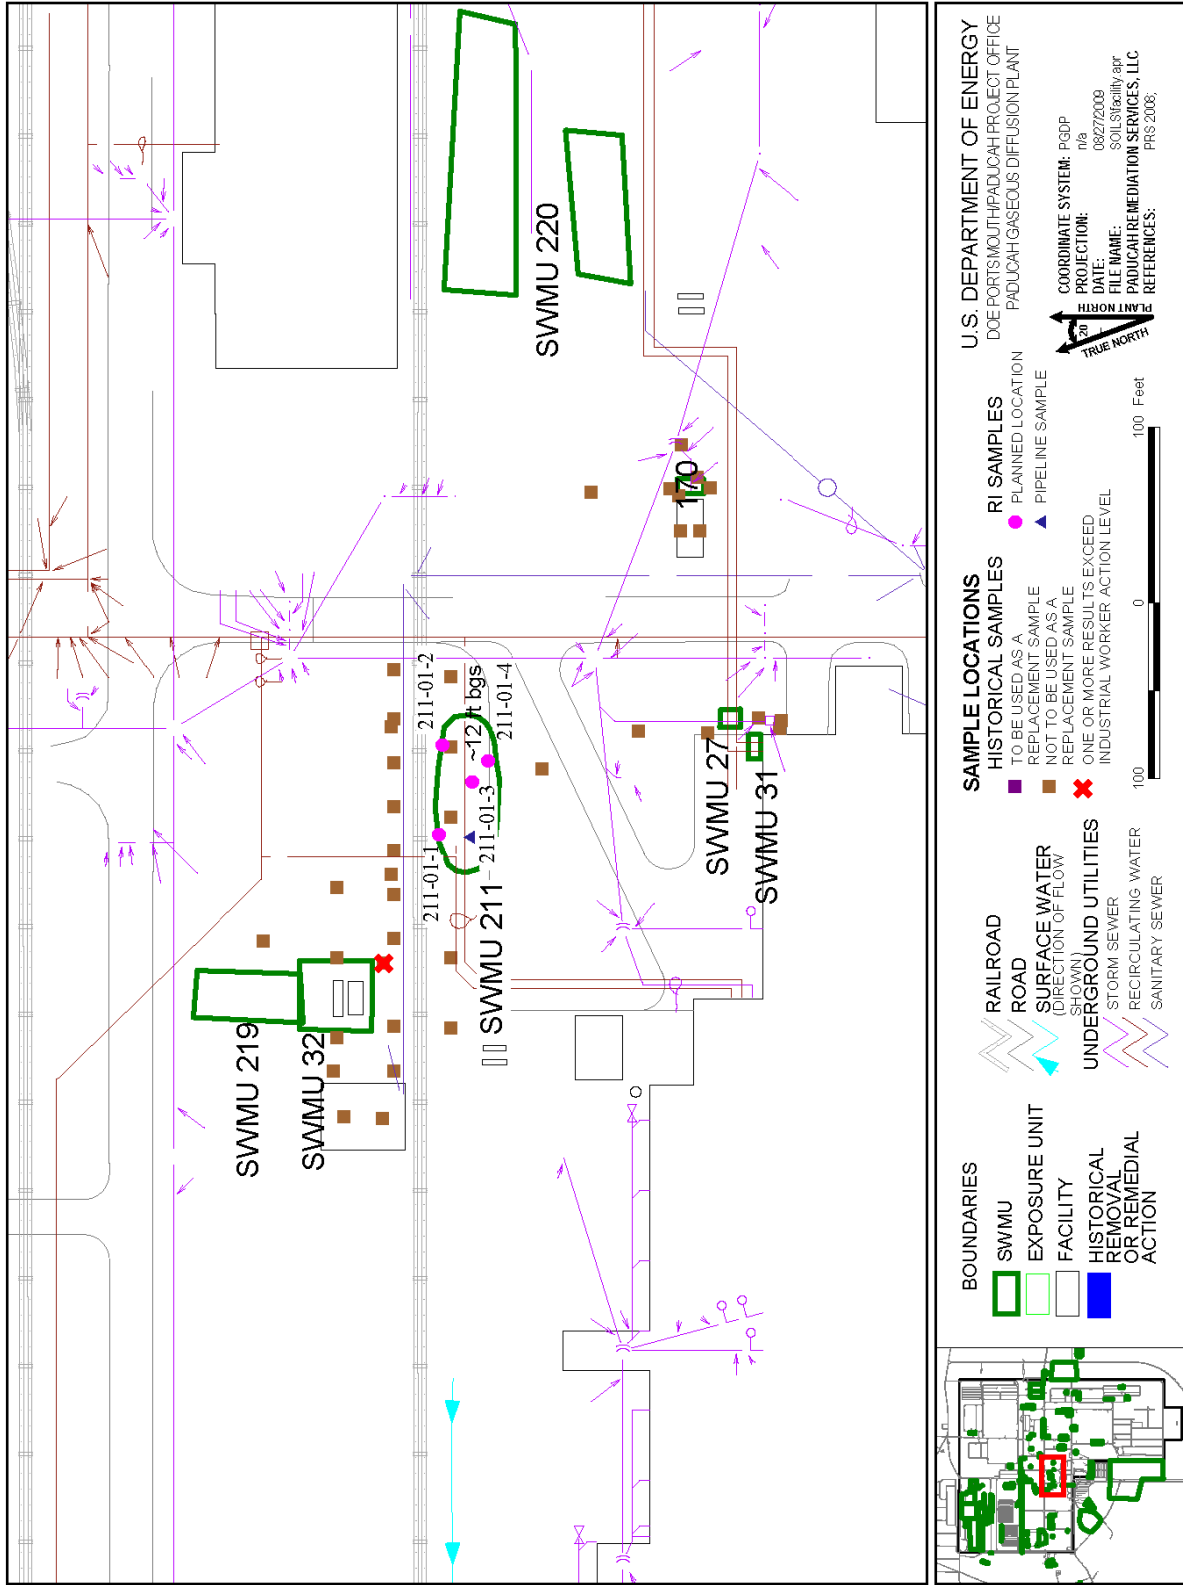 SWMU 219
SWMU 32
SWMU 211
211-01-1
211-01-2
211-01-3
211-01-4
~12 ft bgs
SWMU 220
170
SWMU 27
SWMU 31
BOUNDARIES
SWMU
EXPOSURE UNIT
FACILITY
HISTORICAL
REMOVAL
OR REMEDIAL
ACTION
RAILROAD
ROAD
SURFACE WATER
(DIRECTION OF FLOW
SHOWN)
UNDERGROUND UTILITIES
STORM SEWER
RECIRCULATING WATER
SANITARY SEWER
SAMPLE LOCATIONS
HISTORICAL SAMPLES
TO BE USED AS A
REPLACEMENT SAMPLE
NOT TO BE USED AS A
REPLACEMENT SAMPLE
ONE OR MORE RESULTS EXCEED
INDUSTRIAL WORKER ACTION LEVEL
RI SAMPLES
PLANNED LOCATION
PIPELINE SAMPLE
100 0 100 Feet
U.S. DEPARTMENT OF ENERGY
DOE PORTSMOUTH/PADUCAH PROJECT OFFICE
PADUCAH GASEOUS DIFFUSION PLANT
20
TRUE NORTH
PLANT NORTH
COORDINATE SYSTEM: PGDP
PROJECTION: n/a
DATE: 08/27/2009
FILE NAME: SOILS\facility.apr
PADUCAH REMEDIATION SERVICES, LLC
REFERENCES: PRS 2008;